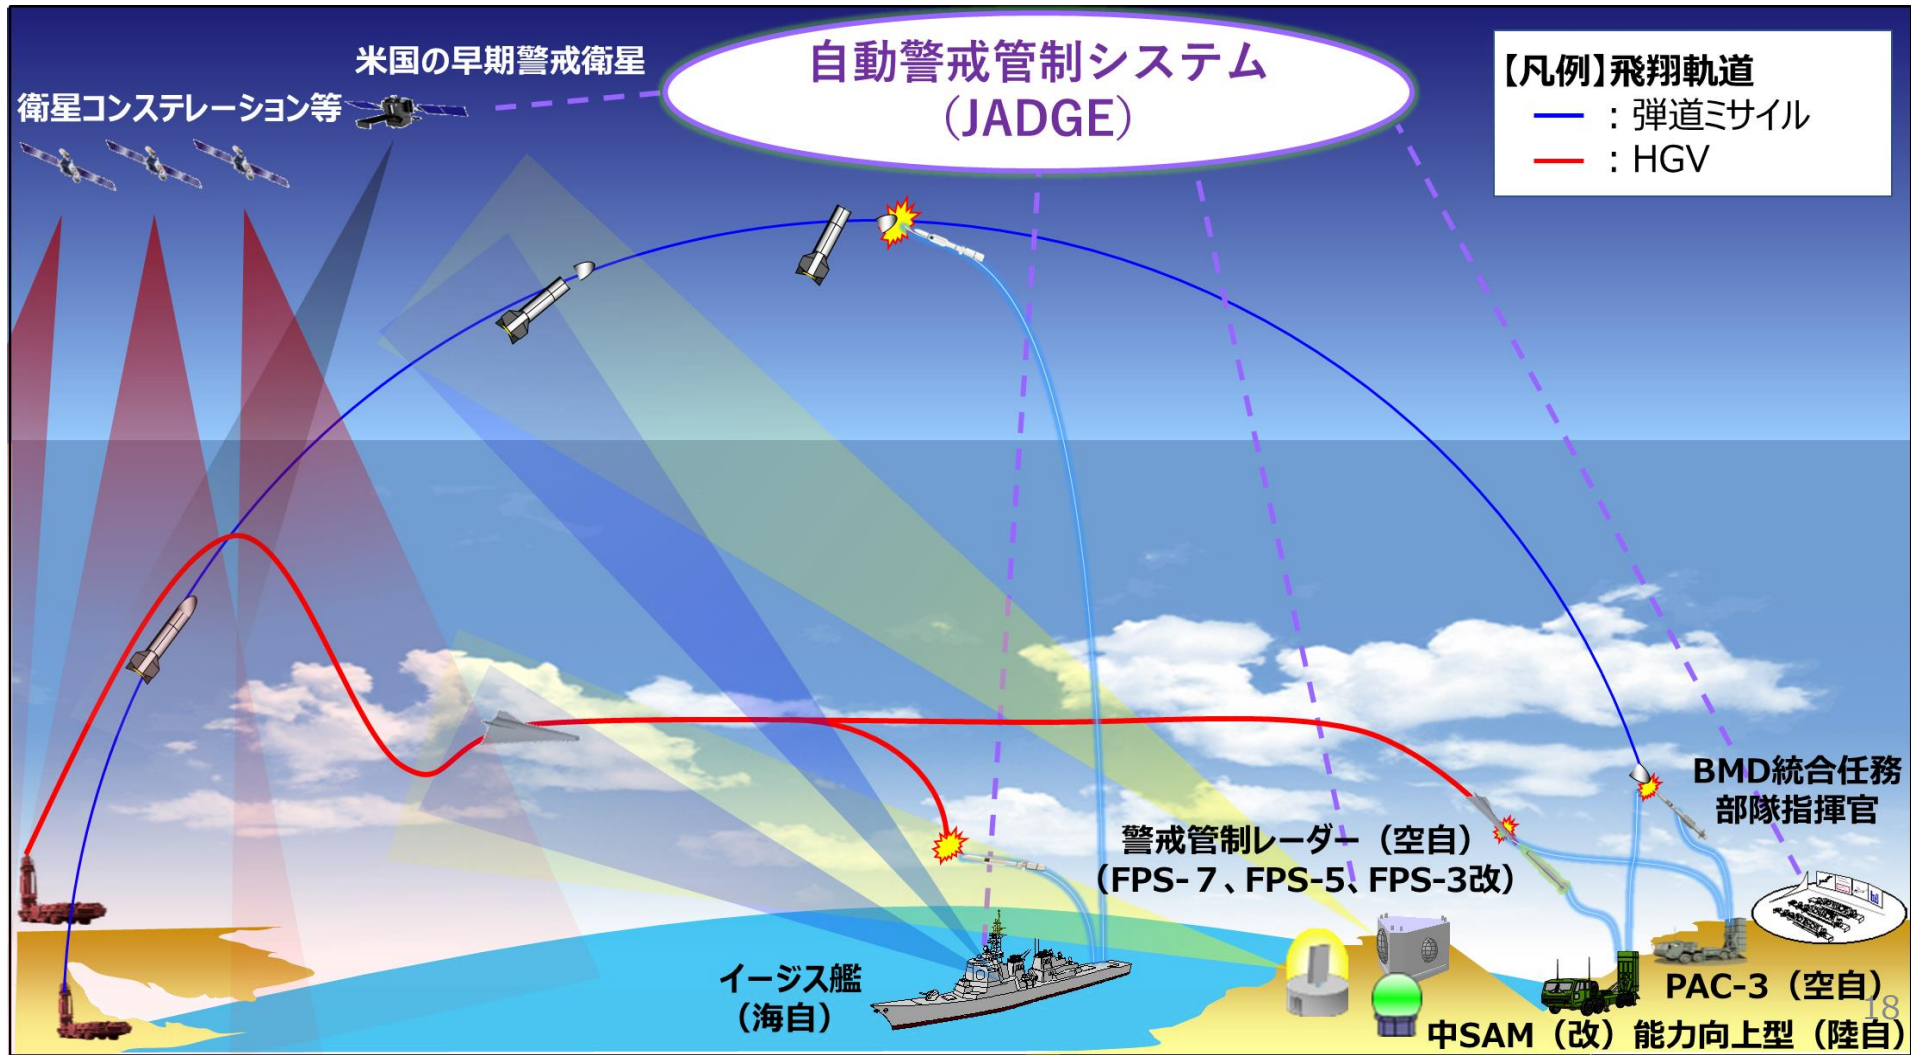 米国の早期警戒衛星
衛星コンステレーション等
自動警戒管制システム
（JADGE）
【凡例】飛翔軌道
：弾道ミサイル
：HGV
BMD統合任務
部隊指揮官
警戒管制レーダー（空自）
（FPS-７、FPS-5、FPS-3改）
イージス艦
（海自）
PAC-3（空自）
中SAM（改）能力向上型（陸自）
18